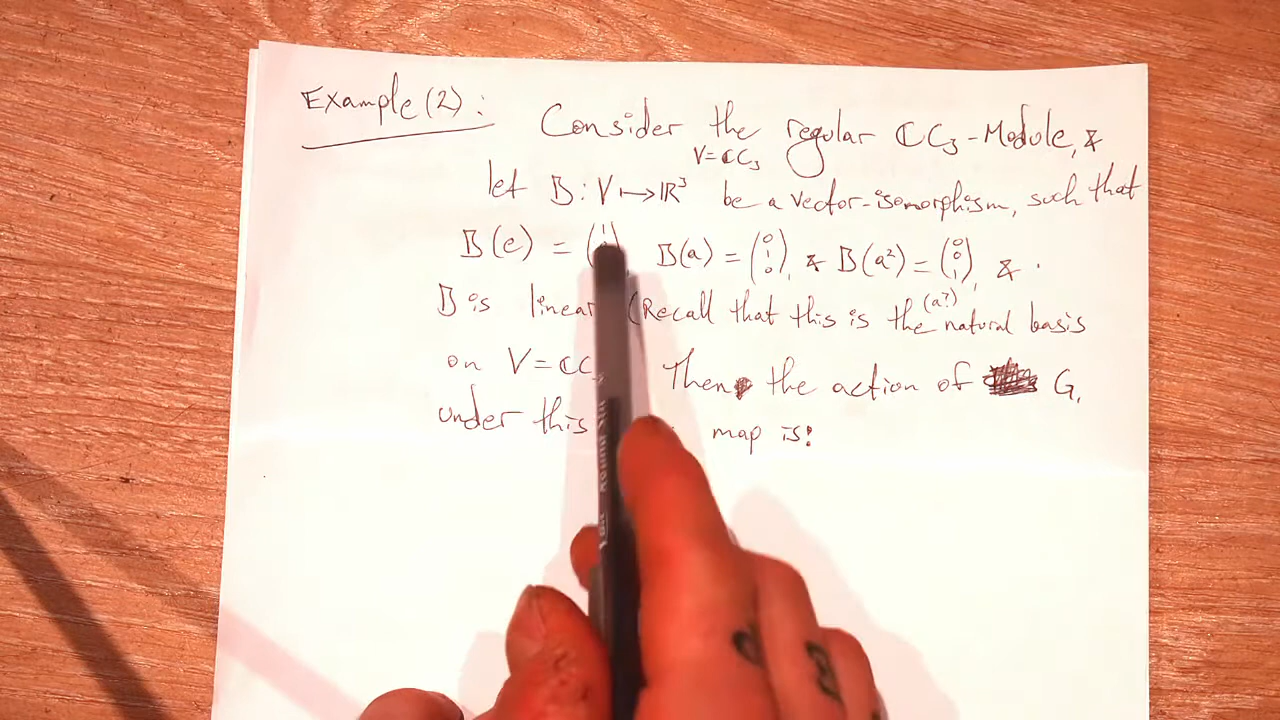 Example (2): Consider the regular ℂC₃-Module, &
V=ℂC₃
let B: V ↦ ℝ³ be a vector-isomorphism, such that
B(e) = B(a) = (0 1 0), & B(a²) = (0 0 1), &
B is linear (Recall that this is the (a?) natural basis
on V=ℂC Then the action of G,
under this map is: